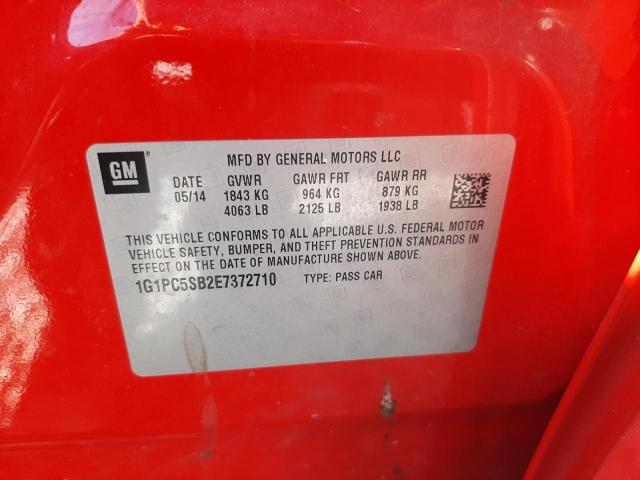 GM
MFD BY GENERAL MOTORS LLC
DATE GVWR GAWR FRT GAWR RR
05/14 1843 KG 964 KG 879 KG
4063 LB 2125 LB 1938 LB
THIS VEHICLE CONFORMS TO ALL APPLICABLE U.S. FEDERAL MOTOR
VEHICLE SAFETY, BUMPER, AND THEFT PREVENTION STANDARDS IN
EFFECT ON THE DATE OF MANUFACTURE SHOWN ABOVE.
1G1PC5SB2E7372710 TYPE: PASS CAR